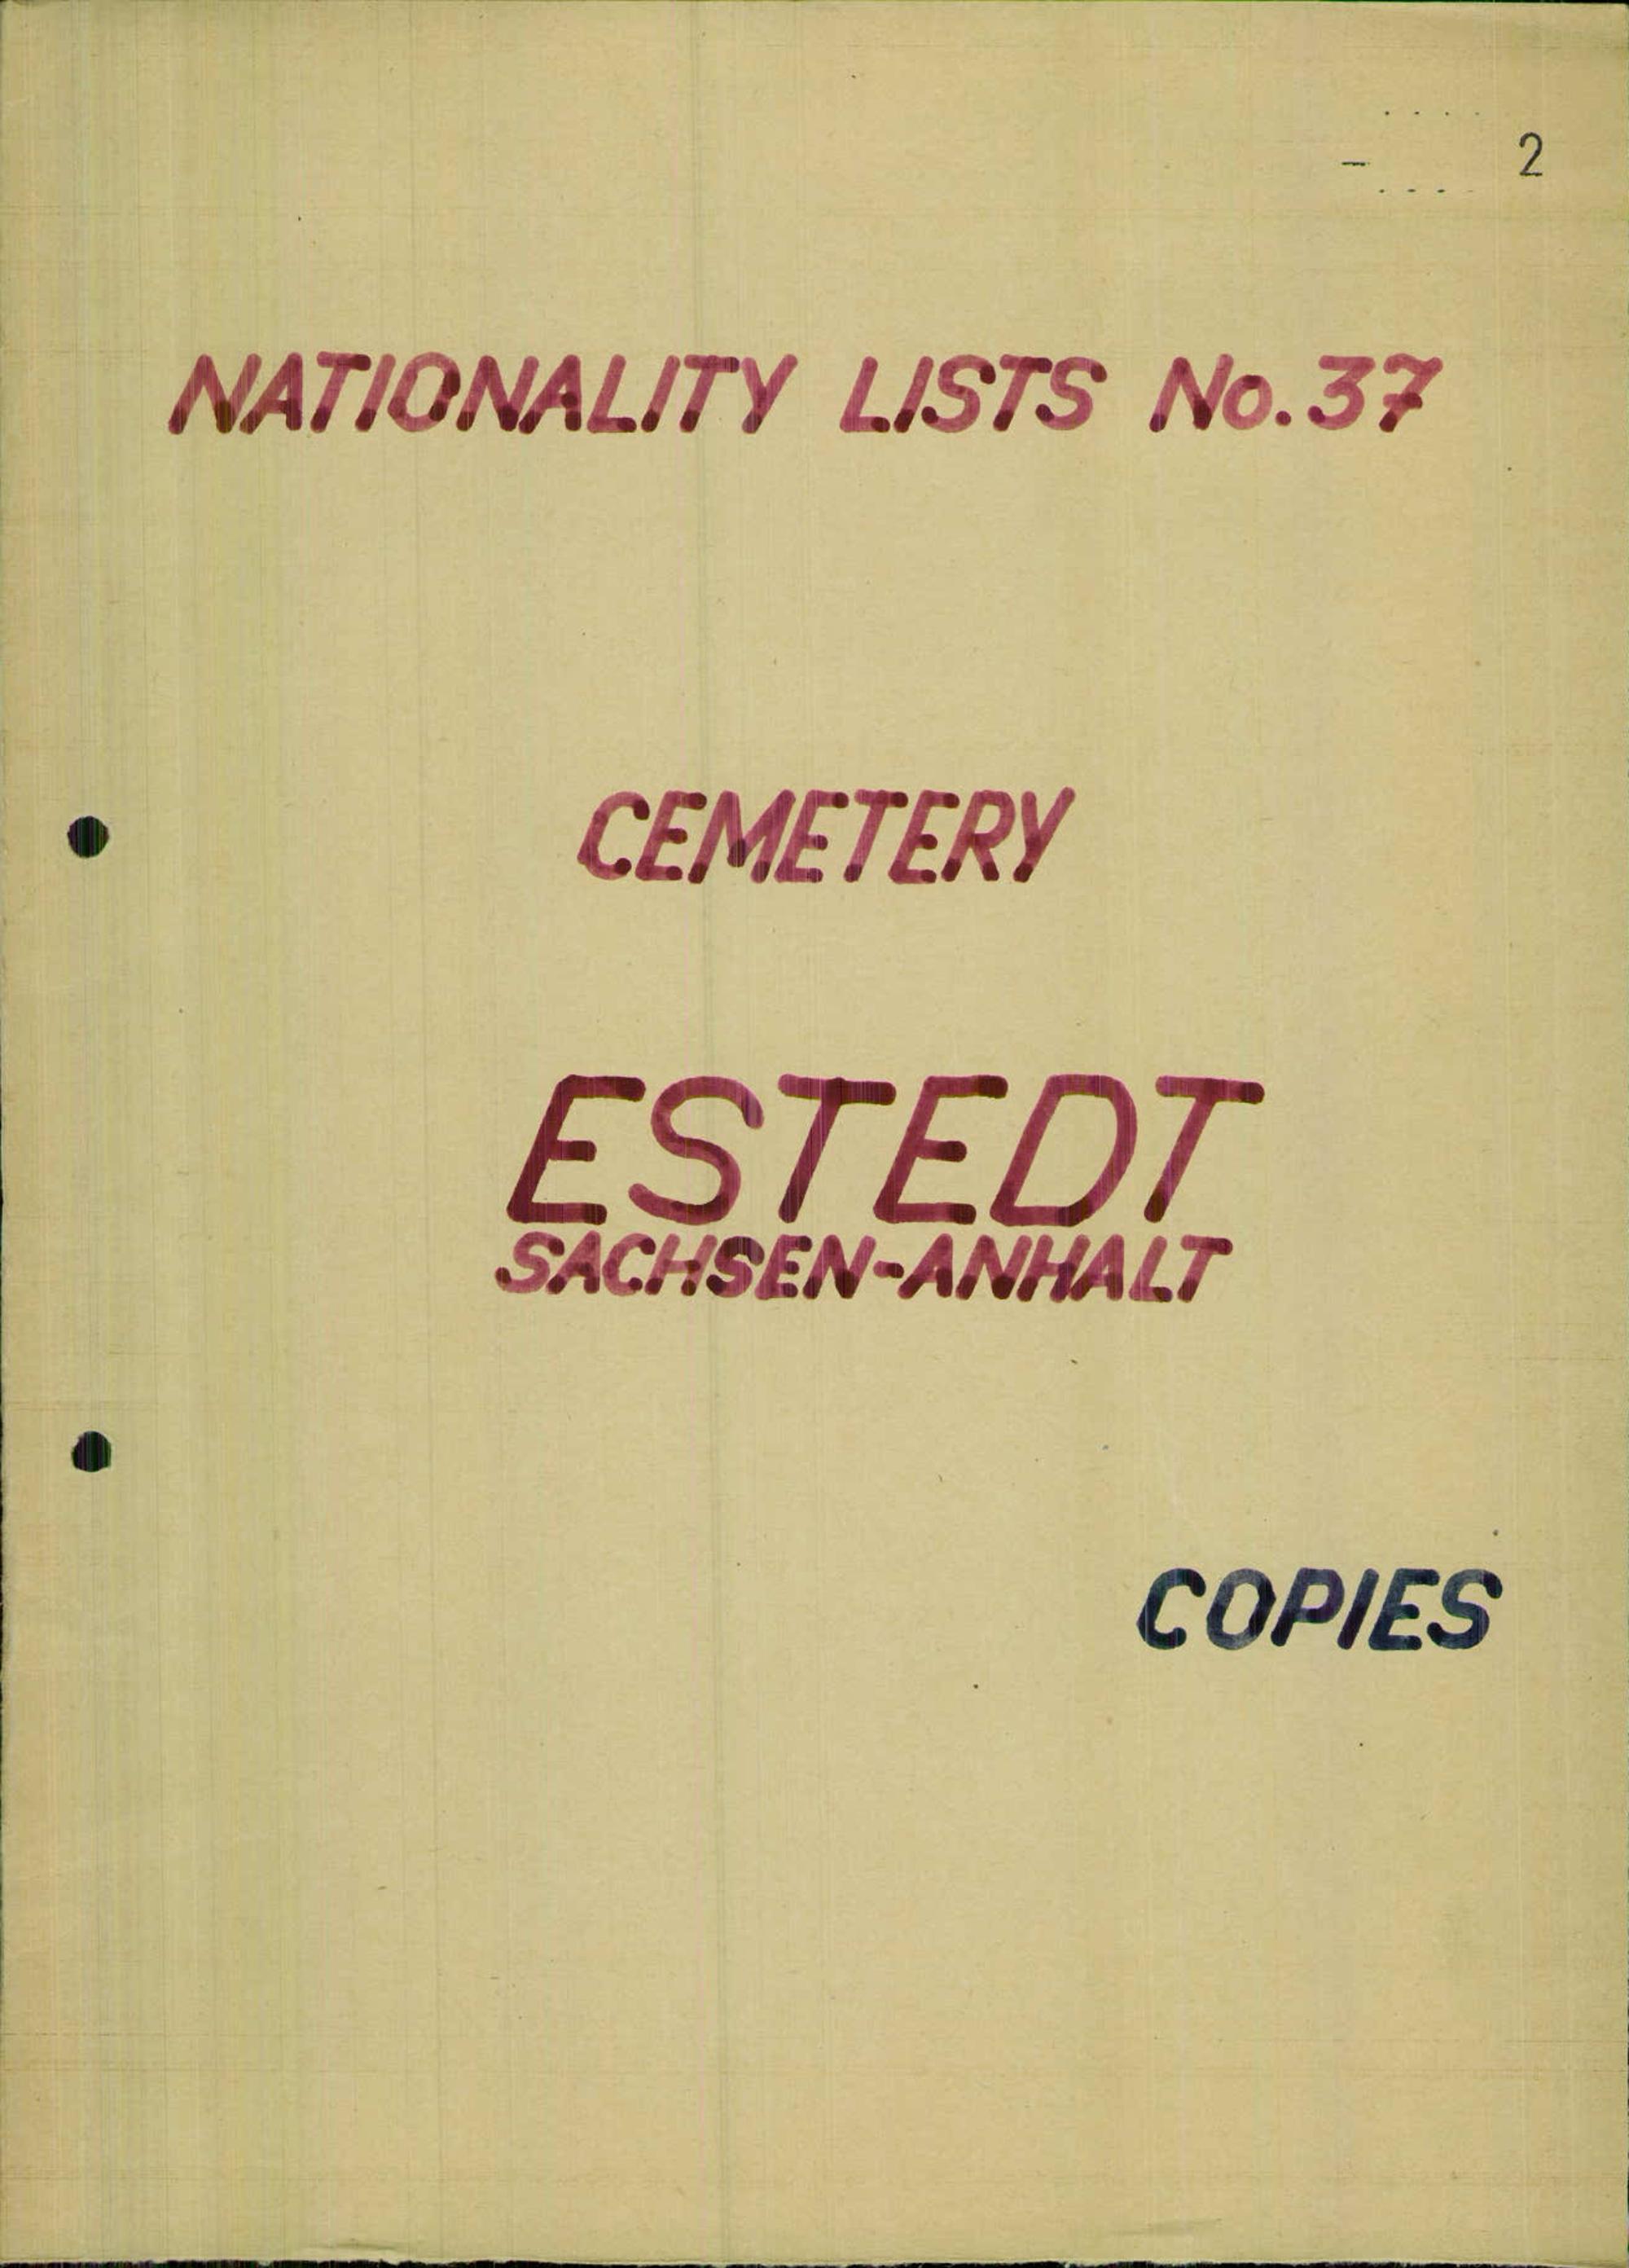 2
NATIONALITY LISTS No. 37
CEMETERY
ESTEDT
SACHSEN-ANHALT
COPIES